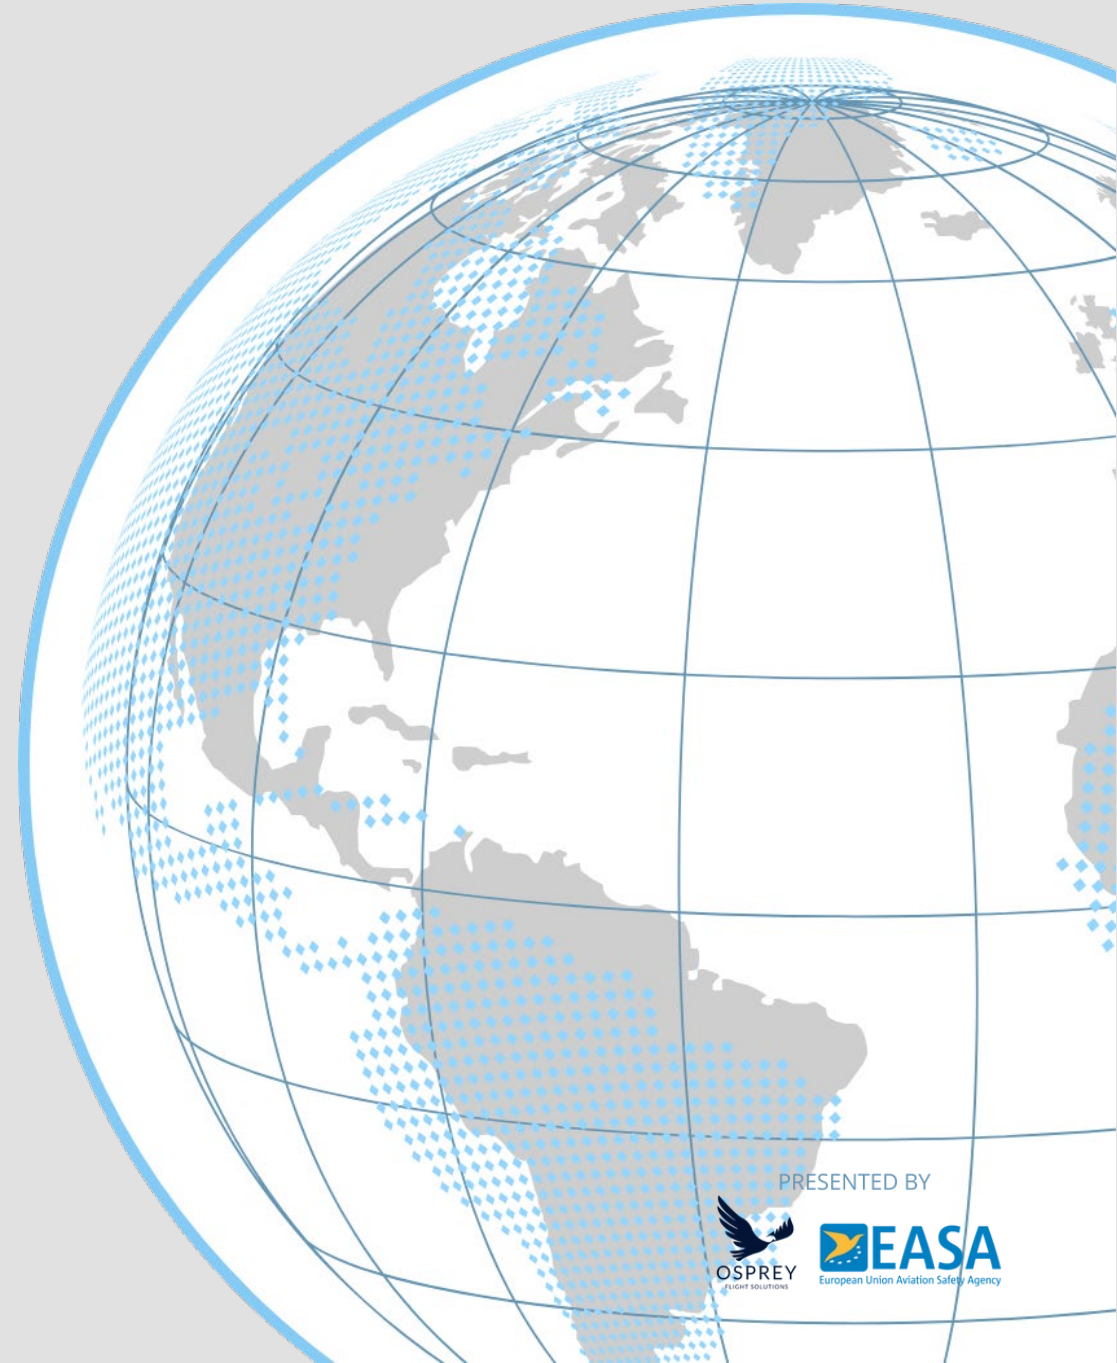 PRESENTED BY
OSPREY
FLIGHT SOLUTIONS
EASA
European Union Aviation Safety Agency